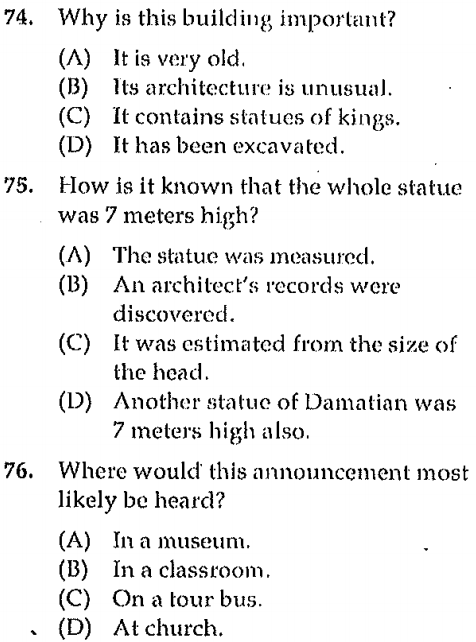 74. Why is this building important?
(A) It is very old.
(B) Its architecture is unusual.
(C) It contains statues of kings.
(D) It has been excavated.
75. How is it known that the whole statue
was 7 meters high?
(A) The statue was measured.
(B) An architect's records were
discovered.
(C) It was estimated from the size of
the head.
(D) Another statue of Damatian was
7 meters high also.
76. Where would this announcement most
likely be heard?
(A) In a museum.
(B) In a classroom.
(C) On a tour bus.
(D) At church.